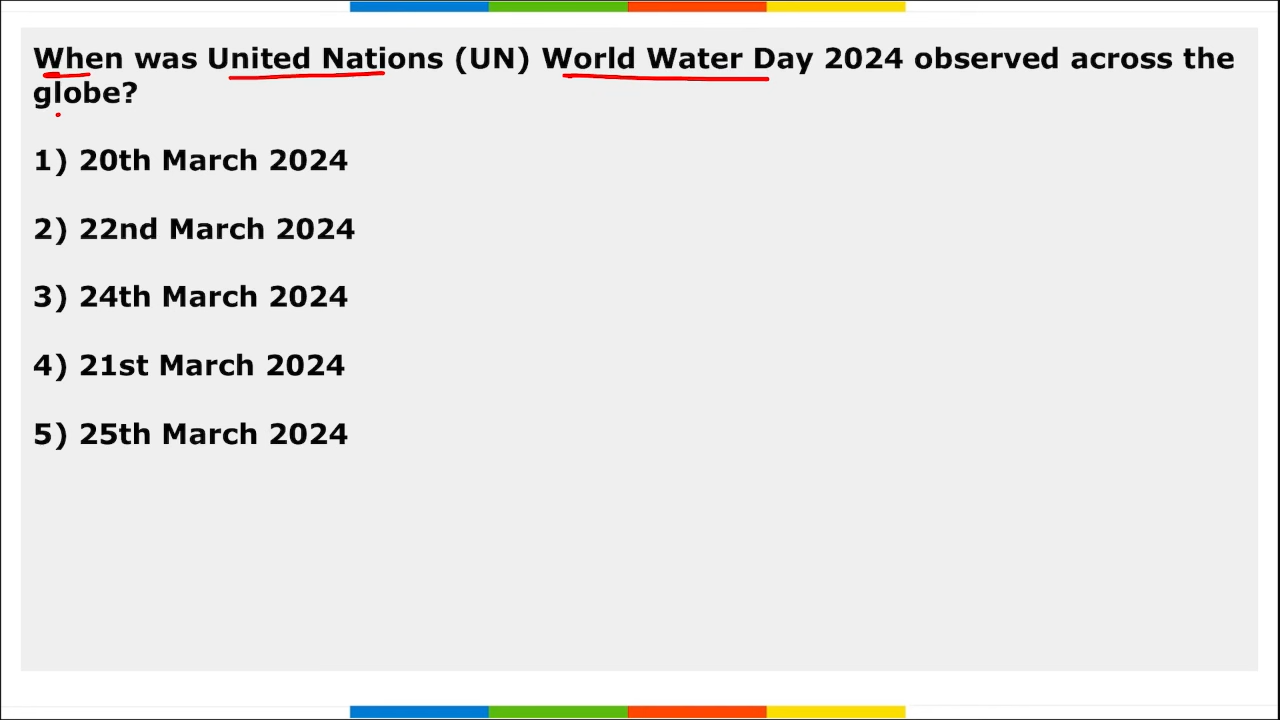 When was United Nations (UN) World Water Day 2024 observed across the
globe?
1) 20th March 2024
2) 22nd March 2024
3) 24th March 2024
4) 21st March 2024
5) 25th March 2024